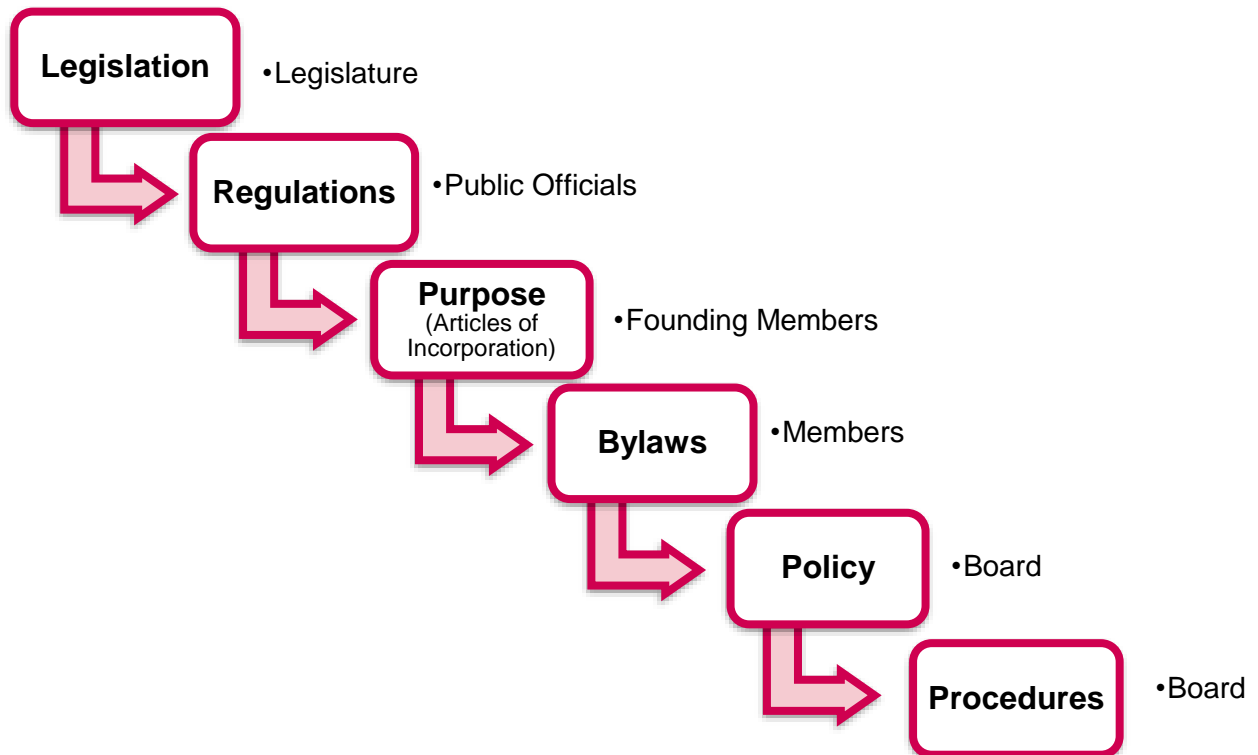 Legislation
•Legislature
Regulations
•Public Officials
Purpose
(Articles of
Incorporation)
•Founding Members
Bylaws
•Members
Policy
•Board
Procedures
•Board